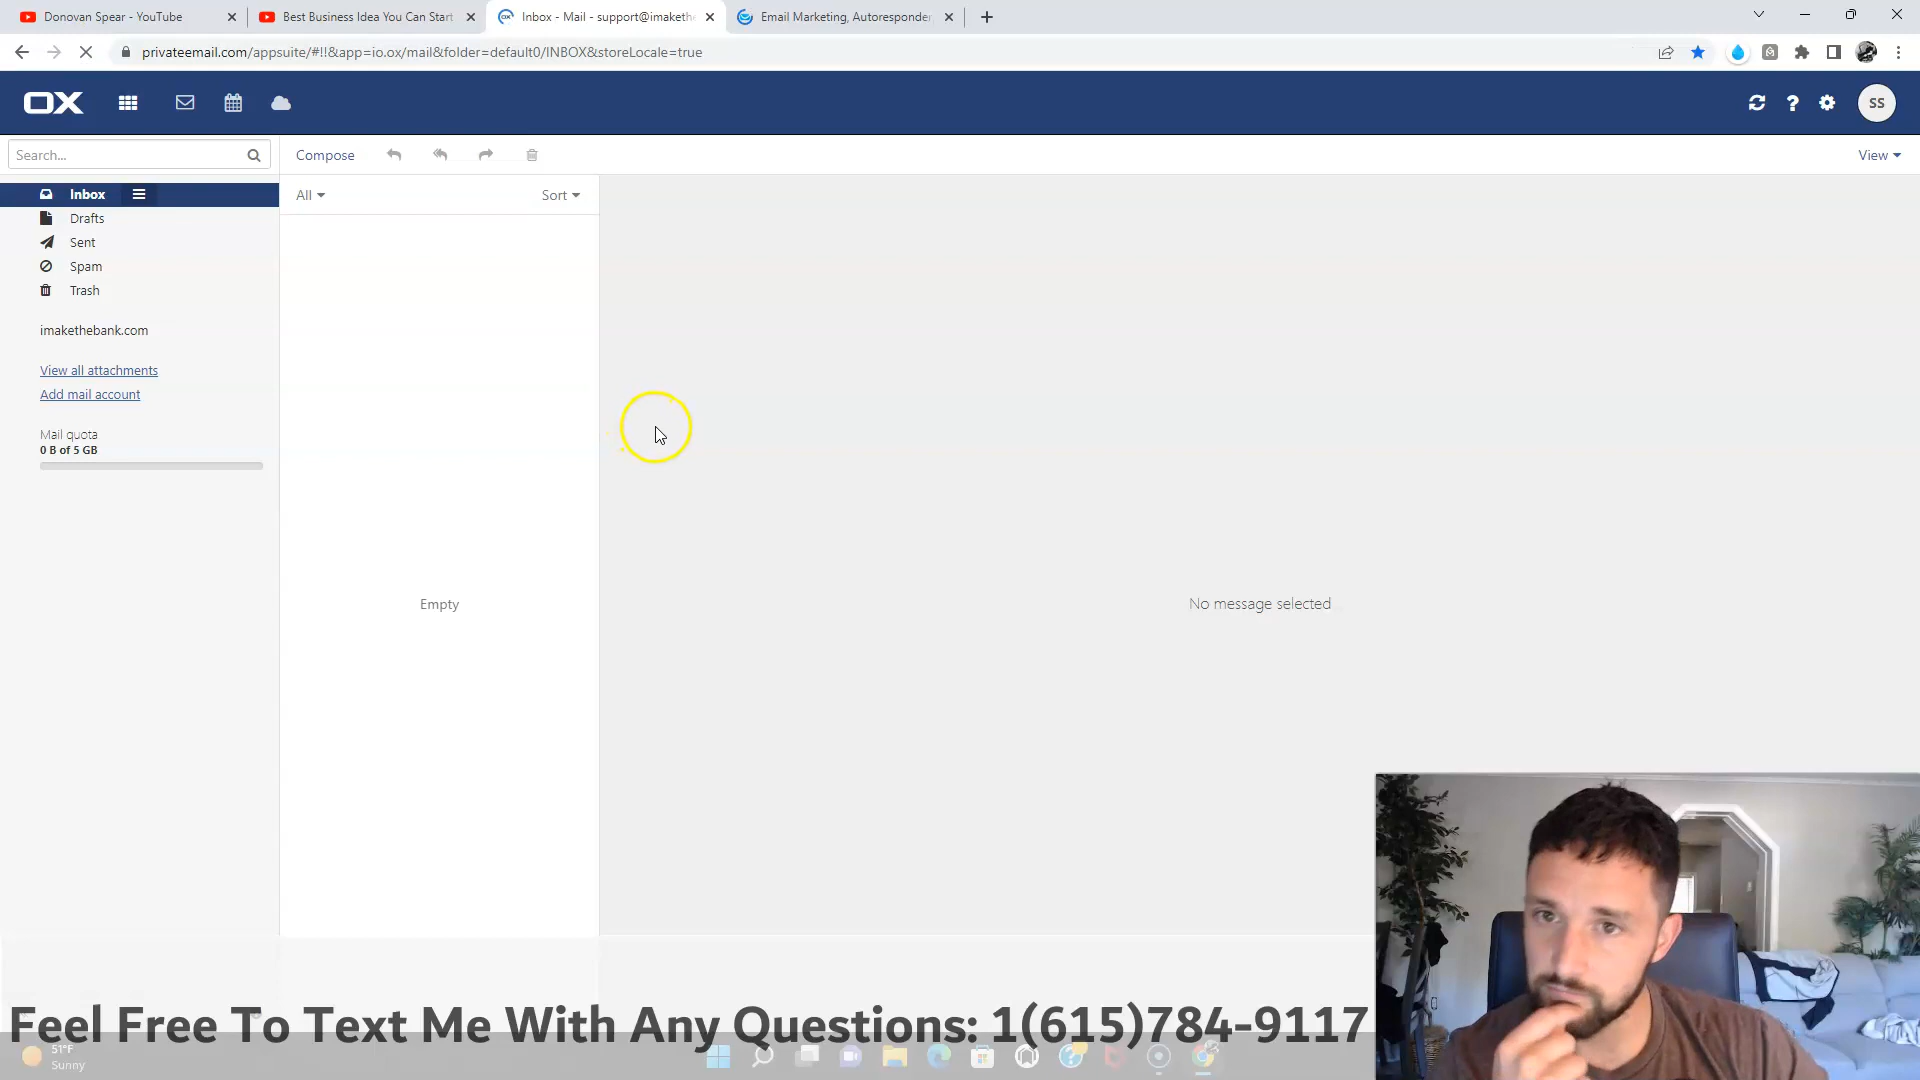 Donovan Spear - YouTube
Best Business Idea You Can Start
Inbox - Mail - support@imakethe
Email Marketing, Autoresponder
privateemail.com/appsuite/#!!&app=io.ox/mail&folder=default0/INBOX&storeLocale=true
OX
SS
Search...
Compose
View
Inbox
All
Sort
Drafts
Sent
Spam
Trash
imakethebank.com
View all attachments
Add mail account
Mail quota
0 B of 5 GB
Empty
No message selected
Feel Free To Text Me With Any Questions: 1(615)784-9117
51°F
Sunny